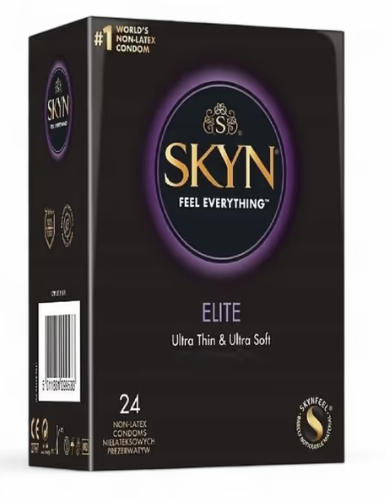 #1 WORLD'S
NON-LATEX
CONDOM
SKYN
SKYN
FEEL EVERYTHING™
ELITE
Ultra Thin & Ultra Soft
24
NON-LATEX
CONDOMS
NIELATEKSOWYCH
PREZERWATYW
SKYNFEEL